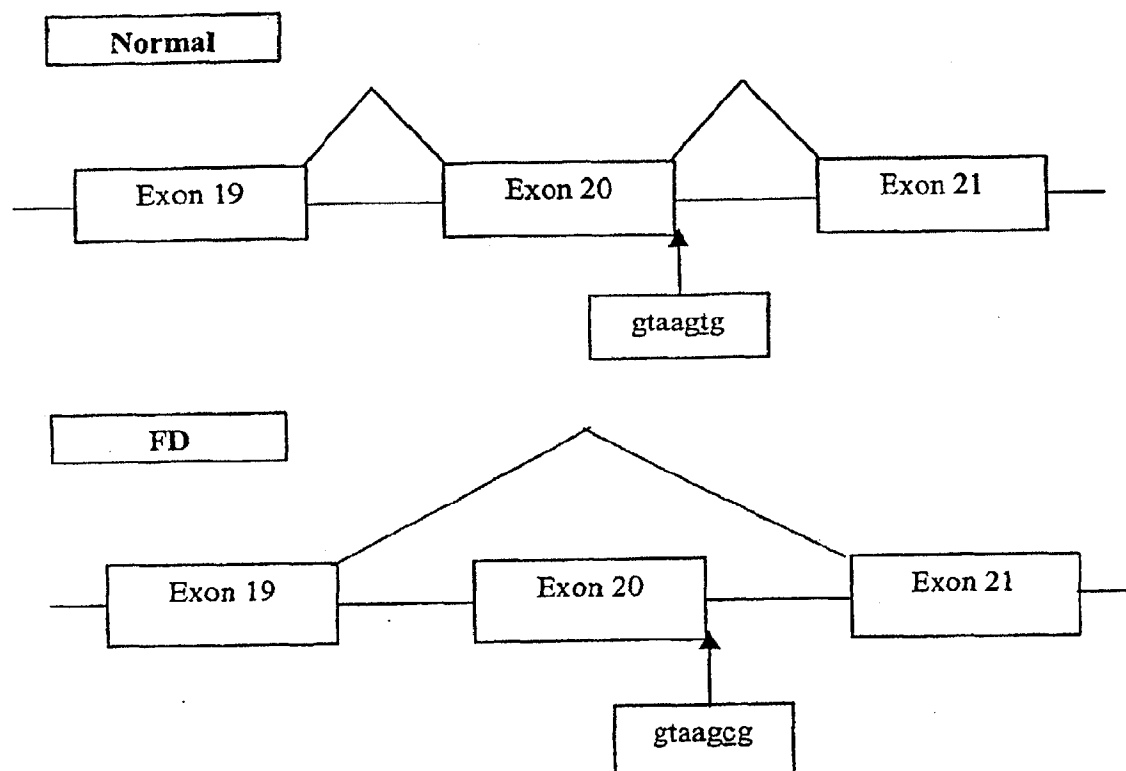 Normal
Exon 19
Exon 20
Exon 21
gtaagtg
FD
Exon 19
Exon 20
Exon 21
gtaagcg